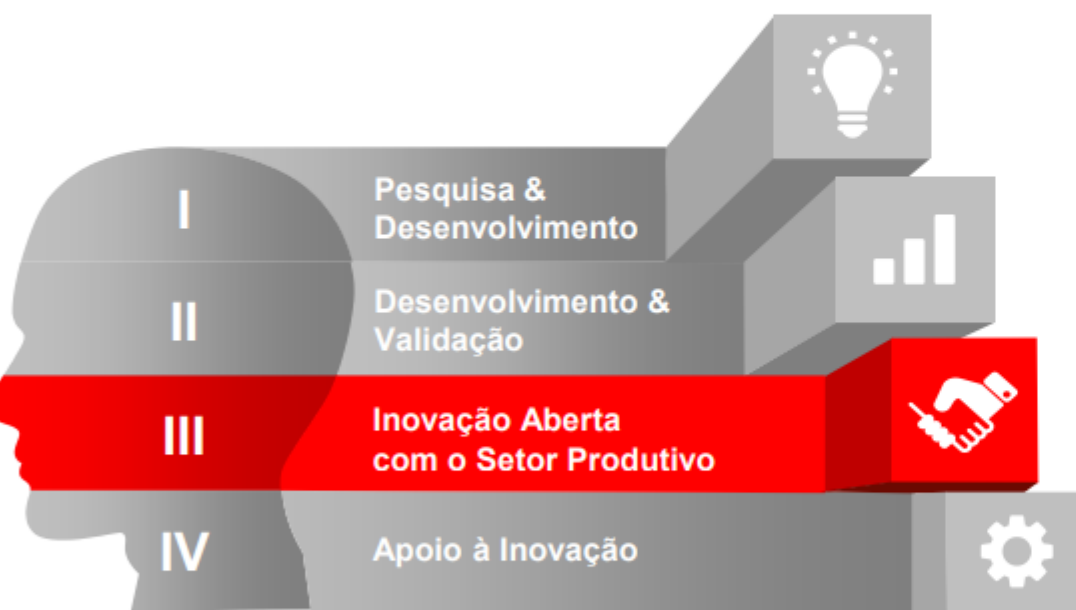 I
Pesquisa &
Desenvolvimento
II
Desenvolvimento &
Validação
III
Inovação Aberta
com o Setor Produtivo
IV
Apoio à Inovação